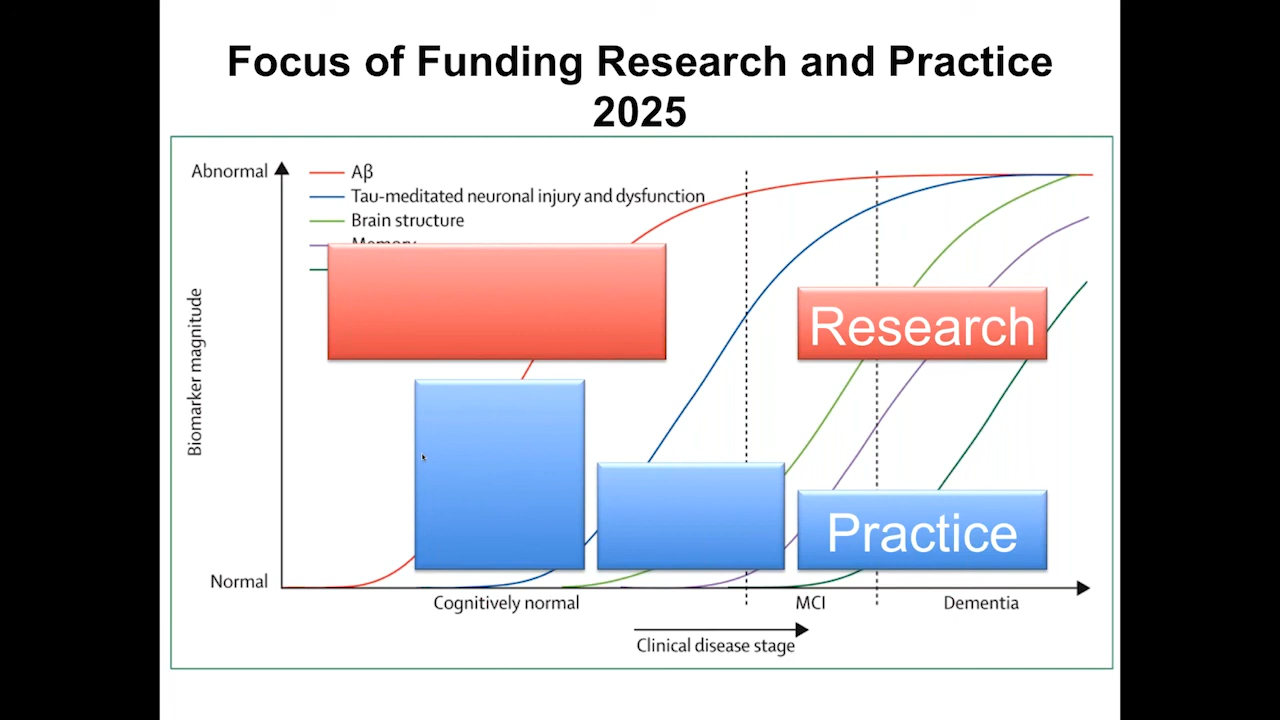 Focus of Funding Research and Practice
2025
Abnormal
Aβ
Tau-meditated neuronal injury and dysfunction
Brain structure
Memory
Biomarker magnitude
Research
Practice
Normal
Cognitively normal
MCI
Dementia
Clinical disease stage